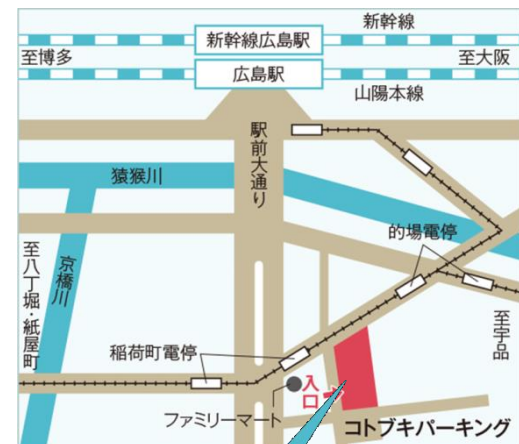 新幹線
新幹線広島駅
至博多
至大阪
広島駅
山陽本線
駅前大通り
猿猴川
的場電停
至八丁堀・紙屋町
京橋川
至宇品
稲荷町電停
入口
ファミリーマート
コトブキパーキング